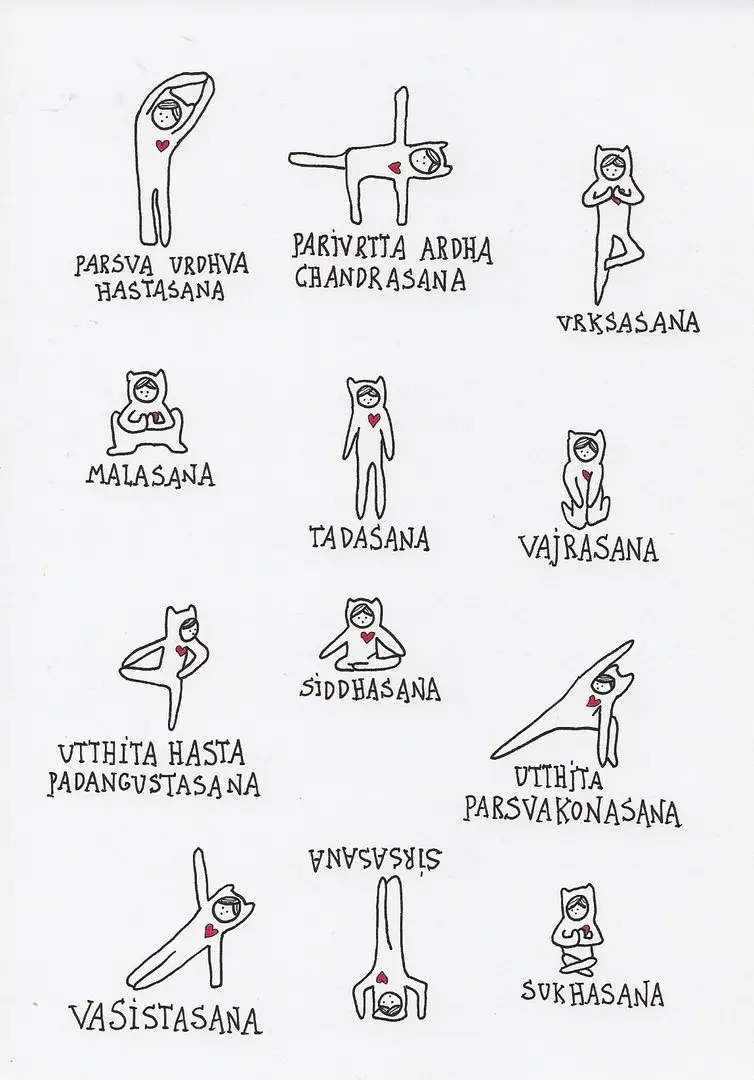 PARSVA URDHVA
HASTASANA
PARIVRTTA ARDHA
CHANDRASANA
VRKSASANA
MALASANA
TADASANA
VAJRASANA
UTTHITA HASTA
PADANGUSTASANA
SIDDHASANA
UTTHITA
PARSVAKONASANA
VASISTASANA
SIRSASANA
SUKHASANA